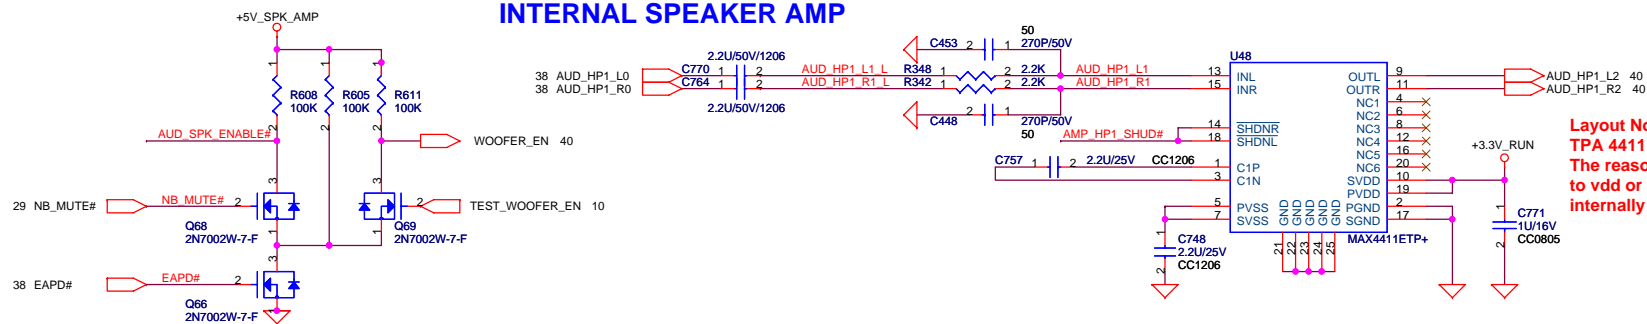 INTERNAL SPEAKER AMP
+5V_SPK_AMP
1
1
1
R608
100K
R605
100K
R611
100K
2
2
2
AUD_SPK_ENABLE#
WOOFER_EN 40
3
3
29 NB_MUTE#
NB_MUTE#
2
2
TEST_WOOFER_EN 10
Q68
2N7002W-7-F
1
1
Q69
2N7002W-7-F
3
38 EAPD#
EAPD#
2
Q66
2N7002W-7-F
1
38 AUD_HP1_L0
38 AUD_HP1_R0
2.2U/50V/1206
C770 1 2
C764 1 2
2.2U/50V/1206
AUD_HP1_L1_L
AUD_HP1_R1_L
R348 1 2 2.2K
R342 1 2 2.2K
C453 2 1
50
270P/50V
C448 2 1
270P/50V
50
AUD_HP1_L1
AUD_HP1_R1
AMP_HP1_SHUD#
C757 1 2 2.2U/25V CC1206
1
C748
2.2U/25V
CC1206
2
U48
13 INL
15 INR
14 SHDNR
18 SHDNL
1 C1P
3 C1N
5 PVSS
7 SVSS
OUTL 9
OUTR 11
NC1 4
NC2 6
NC3 8
NC4 12
NC5 16
NC6 20
SVDD 10
PVDD 19
PGND 2
SGND 17
GND GND GND GND GND
21 22 23 24 25
MAX4411ETP+
AUD_HP1_L2 40
AUD_HP1_R2 40
+3.3V_RUN
1
C771
1U/16V
CC0805
2
Layout
TPA 4411
The
to vdd or
internally